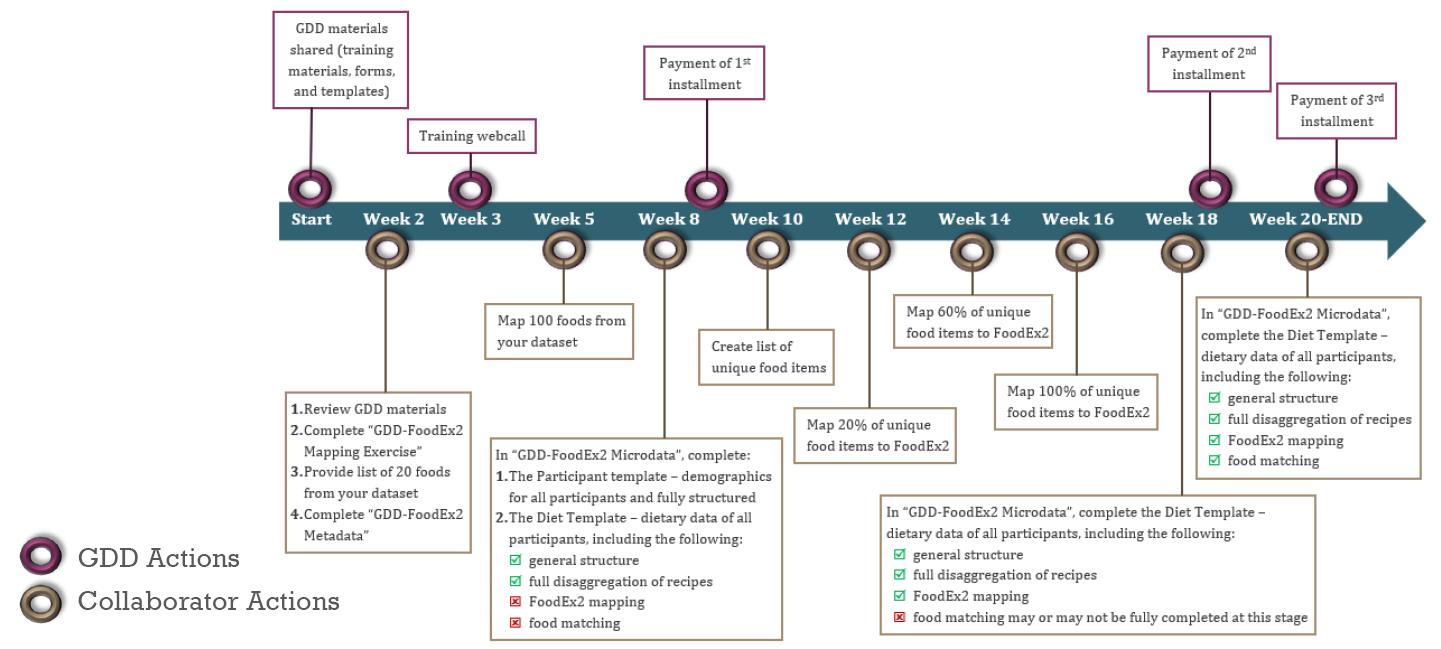 GDD materials
shared (training
materials, forms,
and templates)
Training webcall
Payment of 1st
installment
Payment of 2nd
installment
Payment of 3rd
installment
Start
Week 2
Week 3
Week 5
Week 8
Week 10
Week 12
Week 14
Week 16
Week 18
Week 20-END
1.Review GDD materials
2.Complete “GDD-FoodEx2
Mapping Exercise”
3.Provide list of 20 foods
from your dataset
4.Complete “GDD-FoodEx2
Metadata”
Map 100 foods from
your dataset
In “GDD-FoodEx2 Microdata”, complete:
1.The Participant template – demographics
for all participants and fully structured
2.The Diet Template – dietary data of all
participants, including the following:
general structure
full disaggregation of recipes
FoodEx2 mapping
food matching
Create list of
unique food items
Map 20% of unique
food items to FoodEx2
Map 60% of unique
food items to FoodEx2
Map 100% of unique
food items to FoodEx2
In “GDD-FoodEx2 Microdata”, complete the Diet Template –
dietary data of all participants, including the following:
general structure
full disaggregation of recipes
FoodEx2 mapping
food matching may or may not be fully completed at this stage
In “GDD-FoodEx2 Microdata”,
complete the Diet Template –
dietary data of all participants,
including the following:
general structure
full disaggregation of recipes
FoodEx2 mapping
food matching
GDD Actions
Collaborator Actions